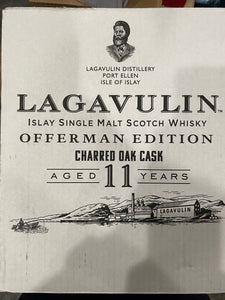 LAGAVULIN DISTILLERY
PORT ELLEN
ISLE OF ISLAY
LAGAVULIN
ISLAY SINGLE MALT SCOTCH WHISKY
OFFERMAN EDITION
CHARRED OAK CASK
AGED 11 YEARS
LAGAVULIN